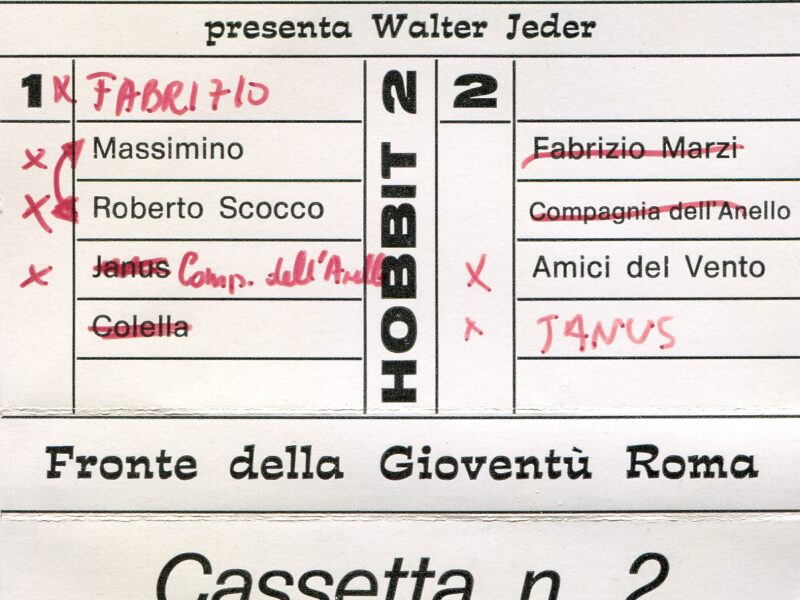 presenta Walter Jeder
1 x FABRIZIO
x Massimino
x Roberto Scocco
x Janus Comp. dell'Anello
Colella
HOBBIT 2
2
Fabrizio Marzi
Compagnia dell'Anello
x Amici del Vento
x JANUS
Fronte della Gioventù Roma
Cassetta n. 2